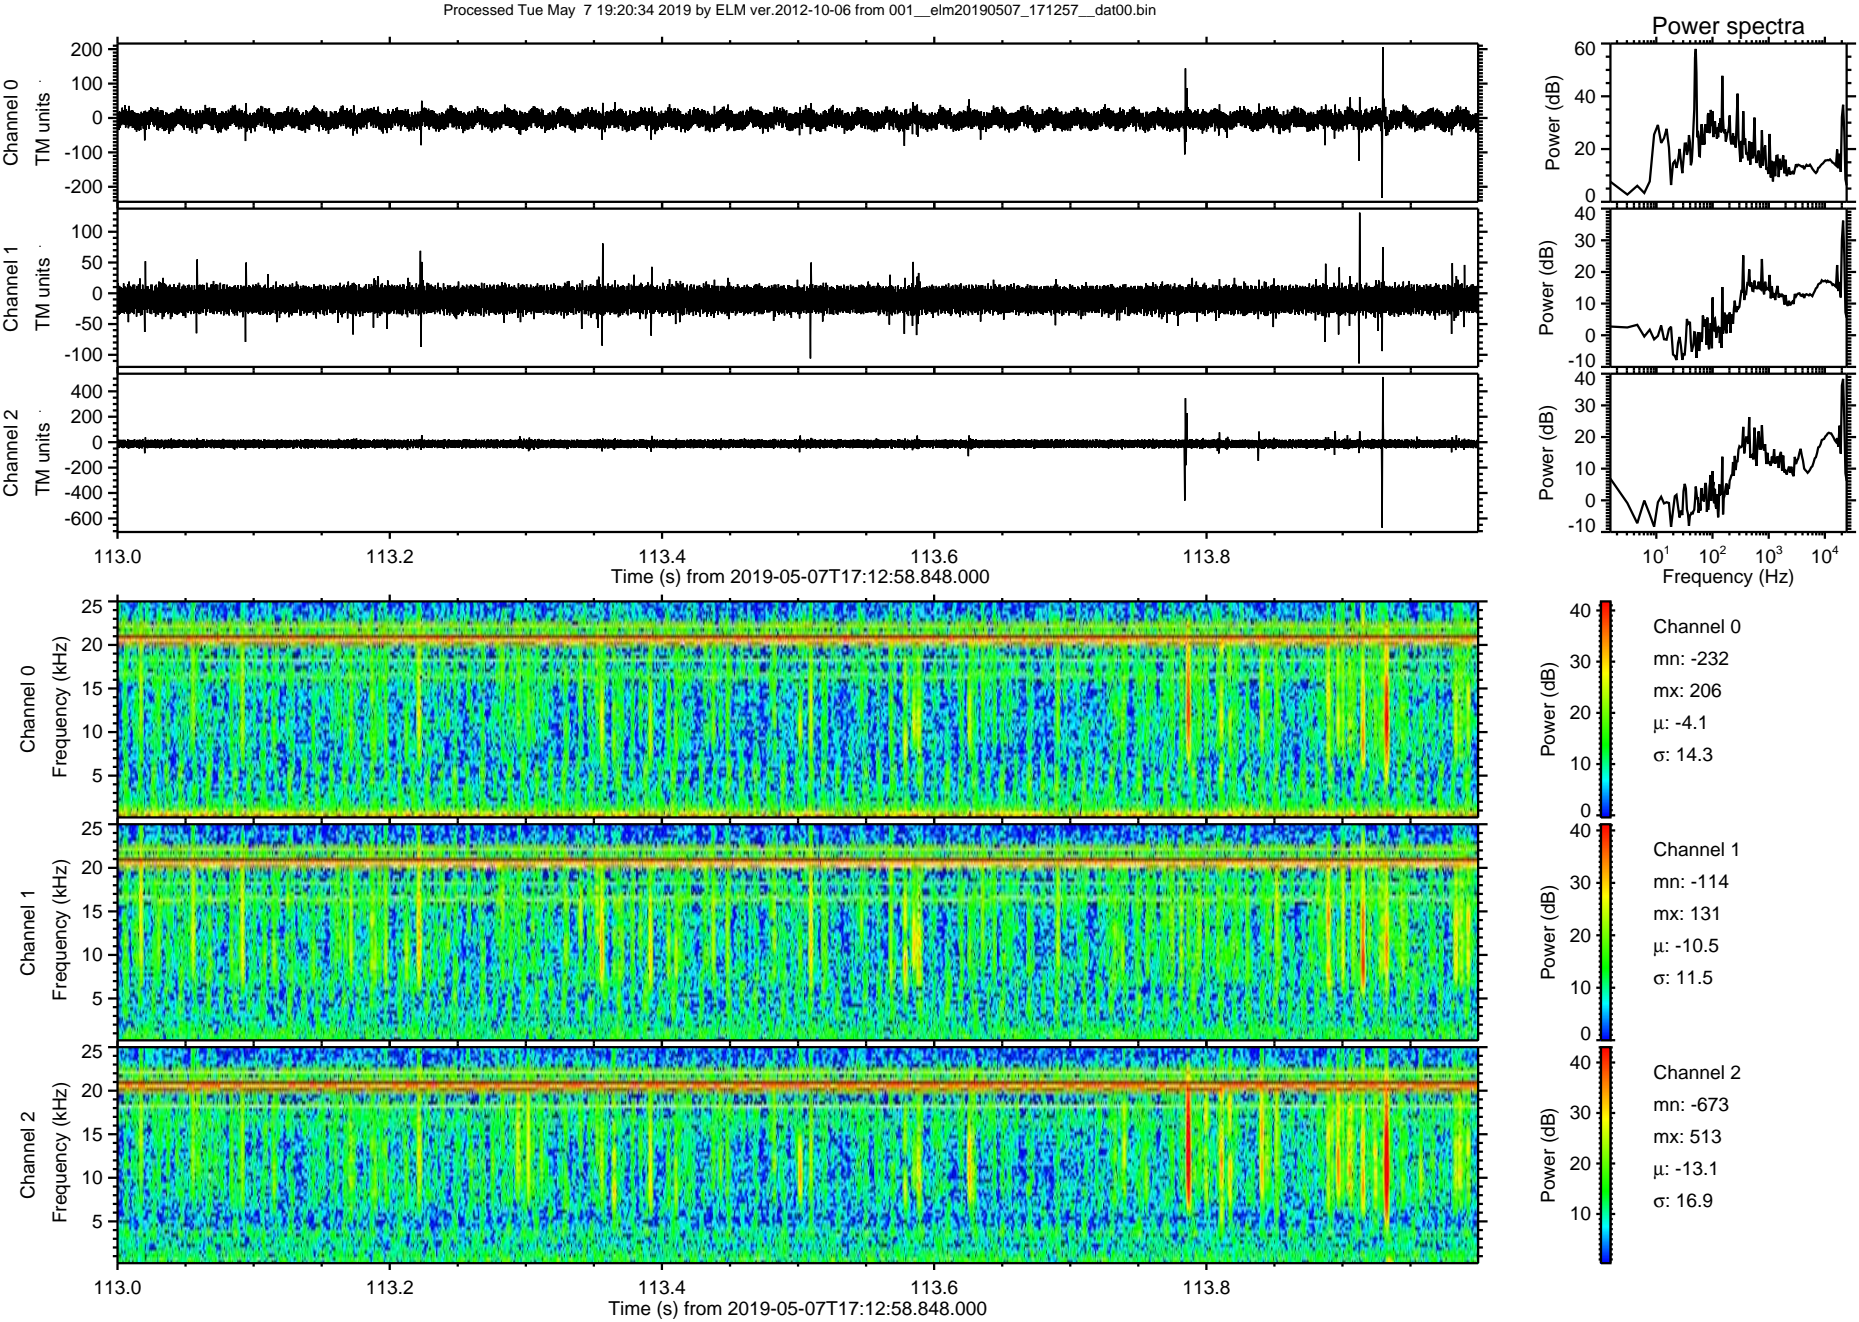 Processed Tue May  7 19:20:34 2019 by ELM ver.2012-10-06 from 001__elm20190507_171257__dat00.bin
Power spectra
Channel 0
TM units
200
100
0
-100
-200
Power (dB)
60
40
20
0
Channel 1
TM units
100
50
0
-50
-100
Power (dB)
40
30
20
10
0
-10
Channel 2
TM units
400
200
0
-200
-400
-600
Power (dB)
40
30
20
10
0
-10
113.0 113.2 113.4 113.6 113.8
Time (s) from 2019-05-07T17:12:58.848.000
10^1 10^2 10^3 10^4
Frequency (Hz)
Channel 0
Frequency (kHz)
25
20
15
10
5
Power (dB)
40
30
20
10
0
Channel 0
mn: -232
mx: 206
μ: -4.1
σ: 14.3
Channel 1
Frequency (kHz)
25
20
15
10
5
Power (dB)
40
30
20
10
0
Channel 1
mn: -114
mx: 131
μ: -10.5
σ: 11.5
Channel 2
Frequency (kHz)
25
20
15
10
5
Power (dB)
40
30
20
10
Channel 2
mn: -673
mx: 513
μ: -13.1
σ: 16.9
113.0 113.2 113.4 113.6 113.8
Time (s) from 2019-05-07T17:12:58.848.000